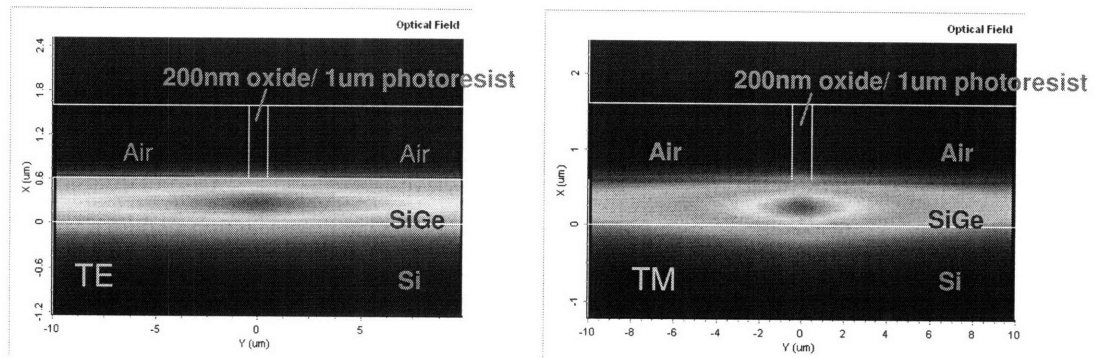 Optical Field
2.4
1.8
1.2
0.6
0
-0.6
-1.2
X (um)
200nm oxide/ 1um photoresist
Air
Air
SiGe
TE
Si
-10
-5
0
5
Y (um)
Optical Field
2
1
0
-1
X (um)
200nm oxide/ 1um photoresist
Air
Air
SiGe
TM
Si
-10
-8
-6
-4
-2
0
2
4
6
8
10
Y (um)